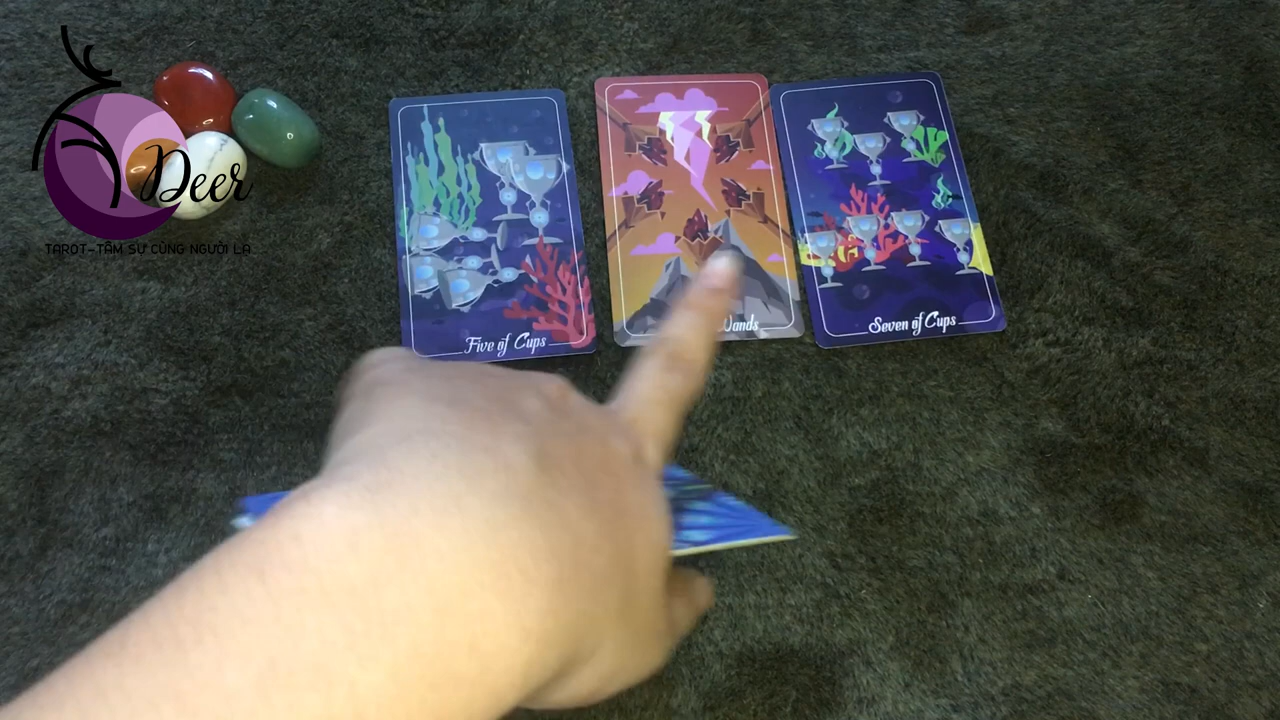 Deer
TAROT-TÂM SỰ CÙNG NGƯỜI LẠ
Five of Cups
Wands
Seven of Cups